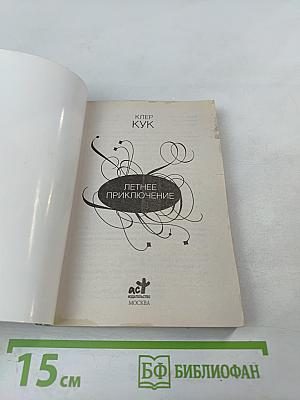 КЛЕР
КУК
ЛЕТНЕЕ
ПРИКЛЮЧЕНИЕ
аст
ИЗДАТЕЛЬСТВО
МОСКВА
15 см
БФ БИБЛИОФАН